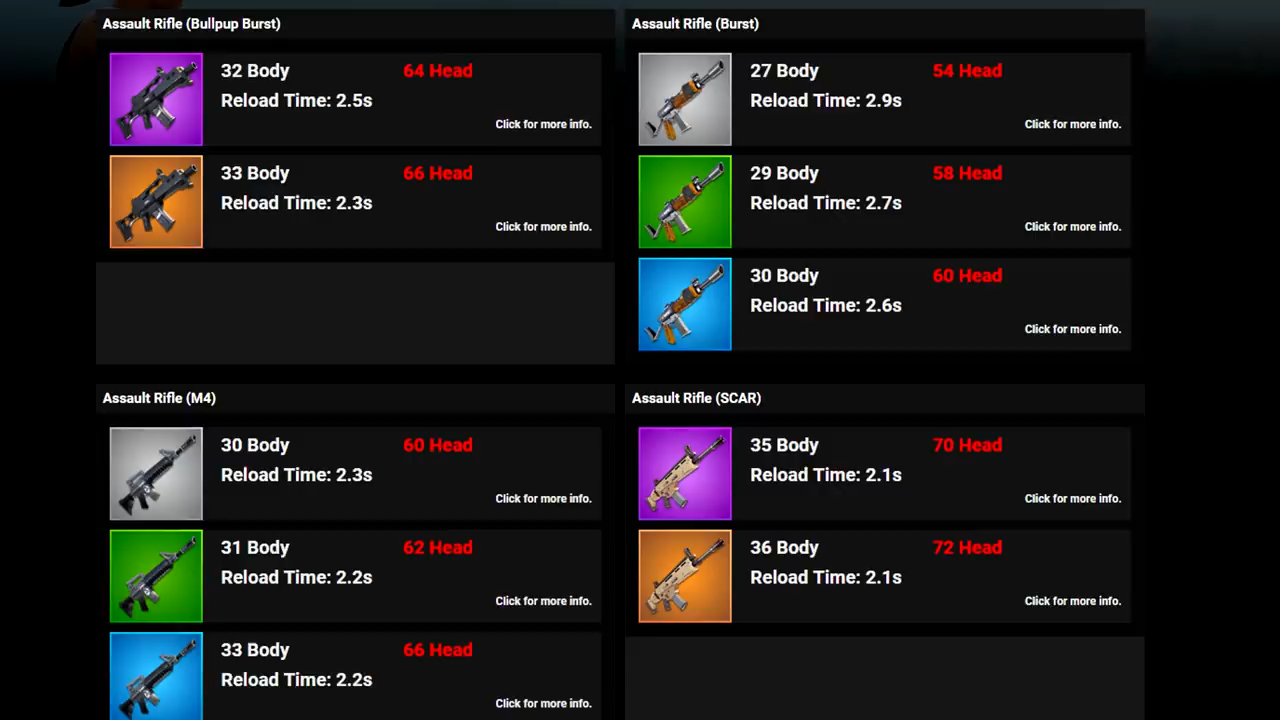 Assault Rifle (Bullpup Burst)
32 Body 64 Head
Reload Time: 2.5s
Click for more info.
33 Body 66 Head
Reload Time: 2.3s
Click for more info.
Assault Rifle (Burst)
27 Body 54 Head
Reload Time: 2.9s
Click for more info.
29 Body 58 Head
Reload Time: 2.7s
Click for more info.
30 Body 60 Head
Reload Time: 2.6s
Click for more info.
Assault Rifle (M4)
30 Body 60 Head
Reload Time: 2.3s
Click for more info.
31 Body 62 Head
Reload Time: 2.2s
Click for more info.
33 Body 66 Head
Reload Time: 2.2s
Click for more info.
Assault Rifle (SCAR)
35 Body 70 Head
Reload Time: 2.1s
Click for more info.
36 Body 72 Head
Reload Time: 2.1s
Click for more info.